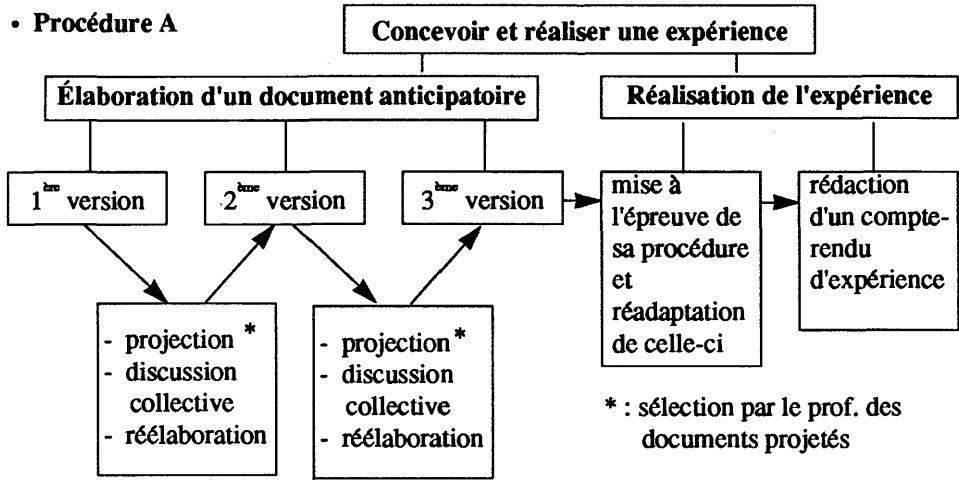 • Procédure A
Concevoir et réaliser une expérience
Élaboration d'un document anticipatoire
Réalisation de l'expérience
1ère version
2ème version
3ème version
mise à
l'épreuve de
sa procédure
et
réadaptation
de celle-ci
rédaction
d'un compte-
rendu
d'expérience
- projection *
- discussion
collective
- réélaboration
- projection *
- discussion
collective
- réélaboration
* : sélection par le prof. des
documents projetés